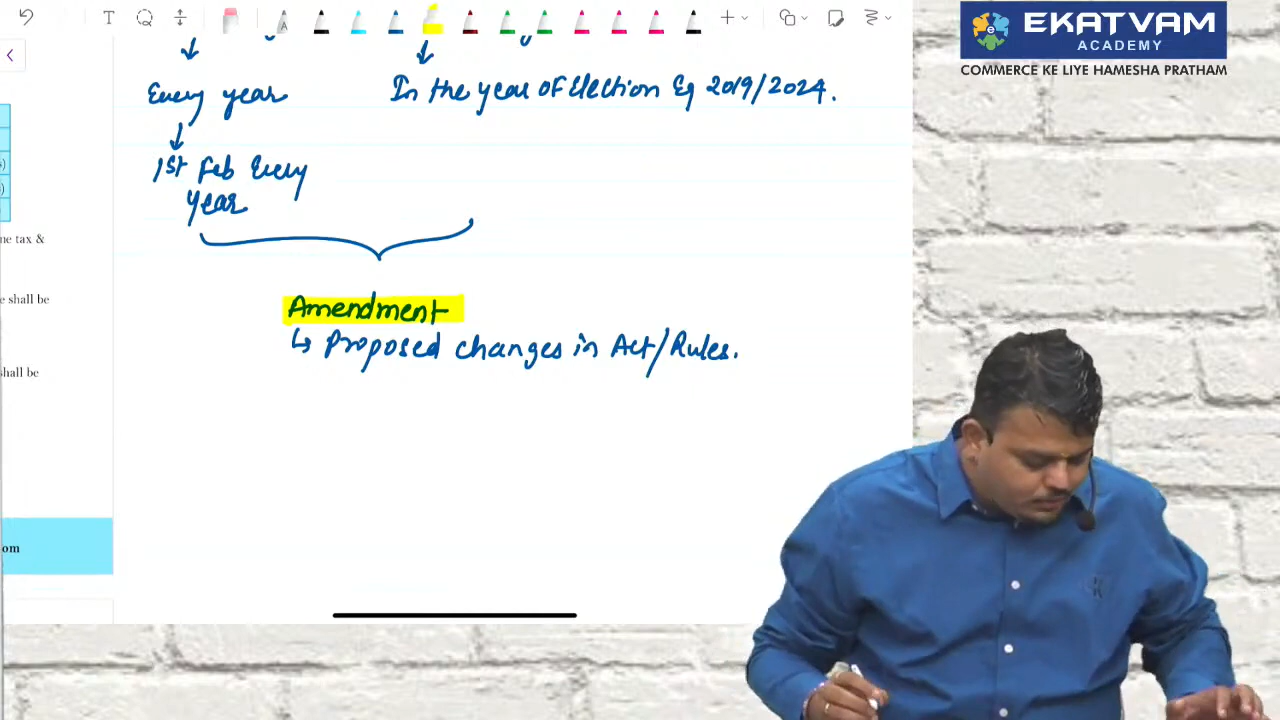 EKATVAM
ACADEMY
COMMERCE KE LIYE HAMESHA PRATHAM
Every year
In the year of Election Eg 2019/2024.
1st Feb Every
year
me tax &
e shall be
Amendment
↳ Proposed changes in Act/Rules.
shall be
om